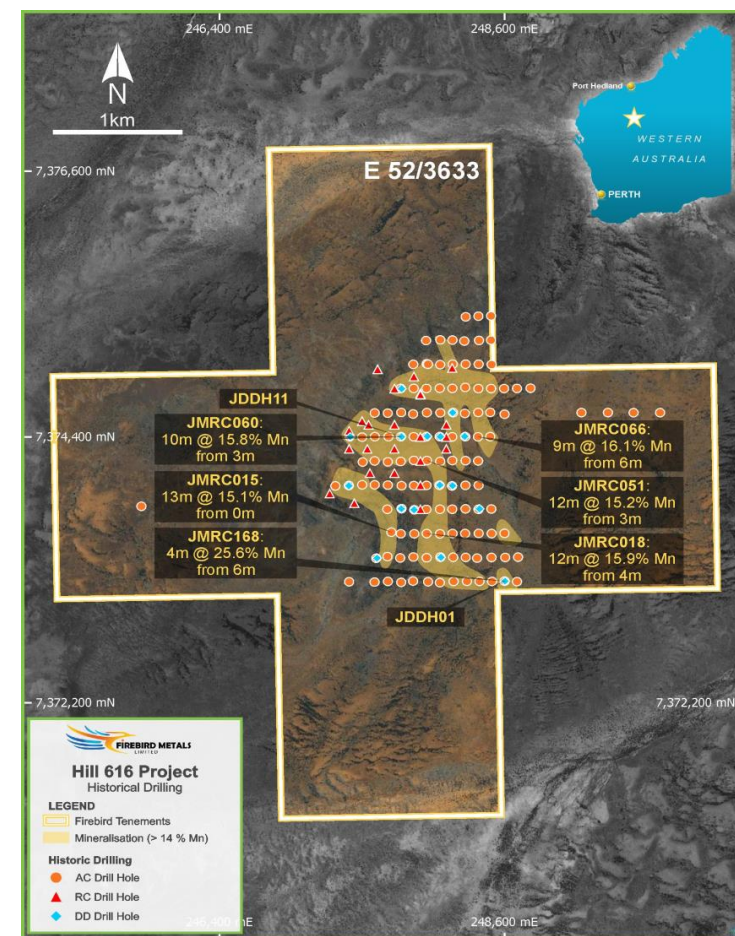 246,400 mE
248,600 mE
N
1km
Port Hedland
WESTERN
AUSTRALIA
PERTH
7,376,600 mN
E 52/3633
JDDH11
JMRC060:
10m @ 15.8% Mn
from 3m
7,374,400 mN
JMRC066:
9m @ 16.1% Mn
from 6m
JMRC015:
13m @ 15.1% Mn
from 0m
JMRC051:
12m @ 15.2% Mn
from 3m
JMRC168:
4m @ 25.6% Mn
from 6m
JMRC018:
12m @ 15.9% Mn
from 4m
JDDH01
7,372,200 mN
7,372,200 mN
FIREBIRD METALS
LIMITED
Hill 616 Project
Historical Drilling
LEGEND
Firebird Tenements
Mineralisation (> 14 % Mn)
Historic Drilling
AC Drill Hole
RC Drill Hole
DD Drill Hole
246,400 mE
248,600 mE